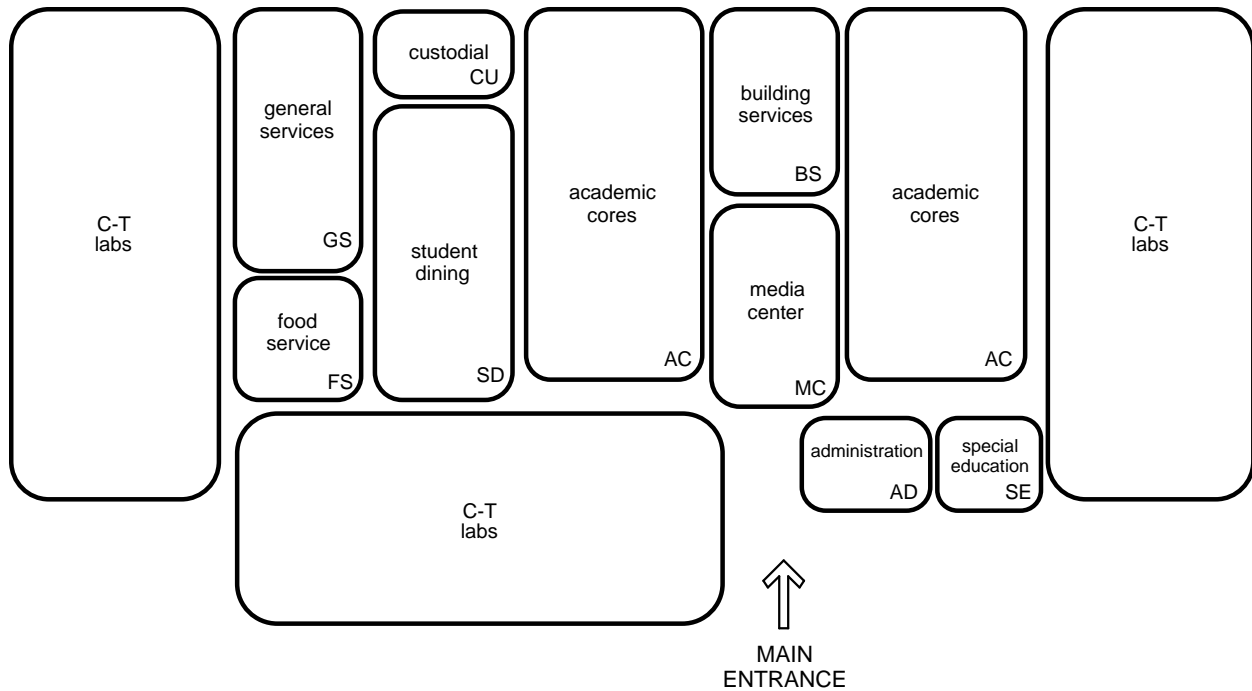 C-T
labs
general
services
GS
food
service
FS
custodial
CU
student
dining
SD
academic
cores
AC
building
services
BS
media
center
MC
academic
cores
AC
C-T
labs
administration
AD
special
education
SE
C-T
labs
MAIN
ENTRANCE